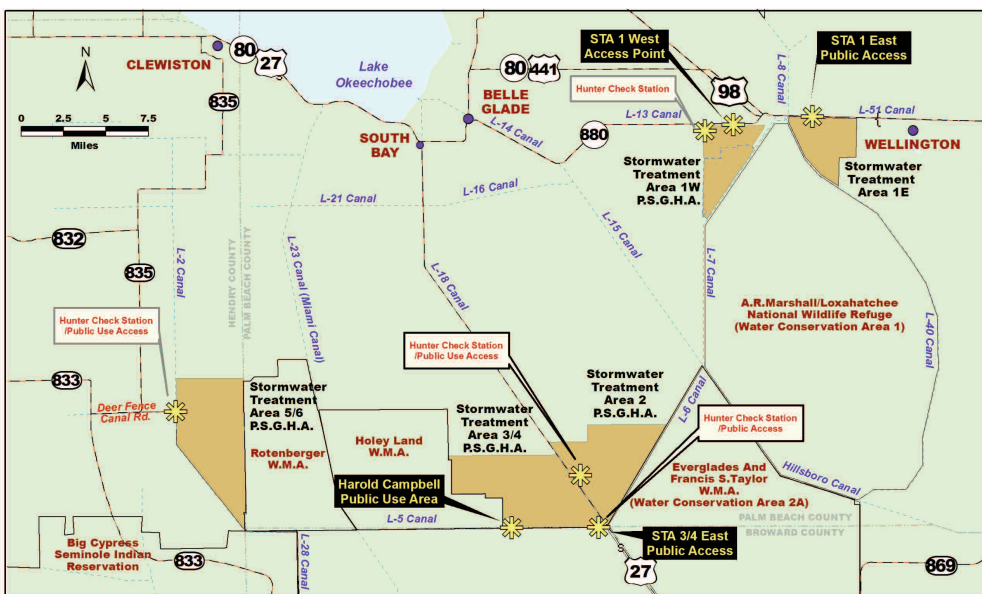 N
0
2.5
5
7.5
Miles
CLEWISTON
80
27
835
Lake
Okeechobee
BELLE
GLADE
SOUTH
BAY
80
441
L-14 Canal
880
STA 1 West
Access Point
Hunter Check Station
98
L-8 Canal
STA 1 East
Public Access
L-13 Canal
L-51 Canal
WELLINGTON
Stormwater
Treatment
Area 1W
P.S.G.H.A.
Stormwater
Treatment
Area 1E
L-21 Canal
L-16 Canal
L-15 Canal
L-7 Canal
832
835
L-2 Canal
HENDRY COUNTY
PALM BEACH COUNTY
L-23 Canal (Miami Canal)
L-18 Canal
A.R.Marshall/Loxahatchee
National Wildlife Refuge
(Water Conservation Area 1)
L-40 Canal
Hunter Check Station
/Public Use Access
Hunter Check Station
/Public Use Access
833
Deer Fence
Canal Rd.
Stormwater
Treatment
Area 5/6
P.S.G.H.A.
Rotenberger
W.M.A.
Holey Land
W.M.A.
Stormwater
Treatment
Area 3/4
P.S.G.H.A.
Stormwater
Treatment
Area 2
P.S.G.H.A.
L-6 Canal
Hunter Check Station
/Public Access
Hillsboro Canal
Everglades And
Francis S.Taylor
W.M.A.
(Water Conservation Area 2A)
Harold Campbell
Public Use Area
L-5 Canal
PALM BEACH COUNTY
BROWARD COUNTY
STA 3/4 East
Public Access
Big Cypress
Seminole Indian
Reservation
833
L-28 Canal
S
27
869